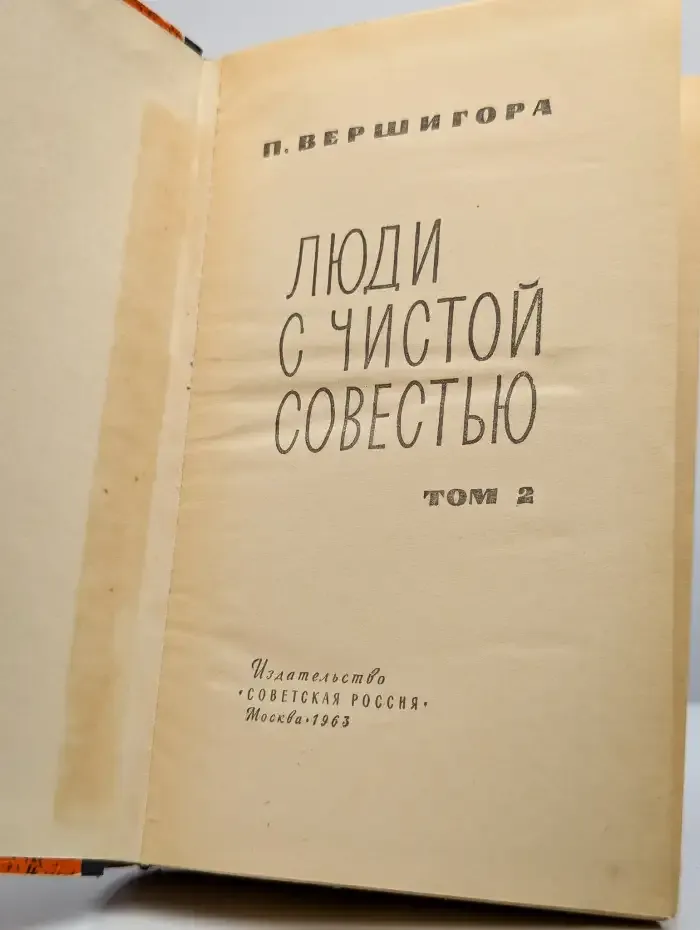 П. ВЕРШИГОРА
ЛЮДИ
С ЧИСТОЙ
СОВЕСТЬЮ
ТОМ 2
Издательство
«СОВЕТСКАЯ РОССИЯ»
Москва • 1963